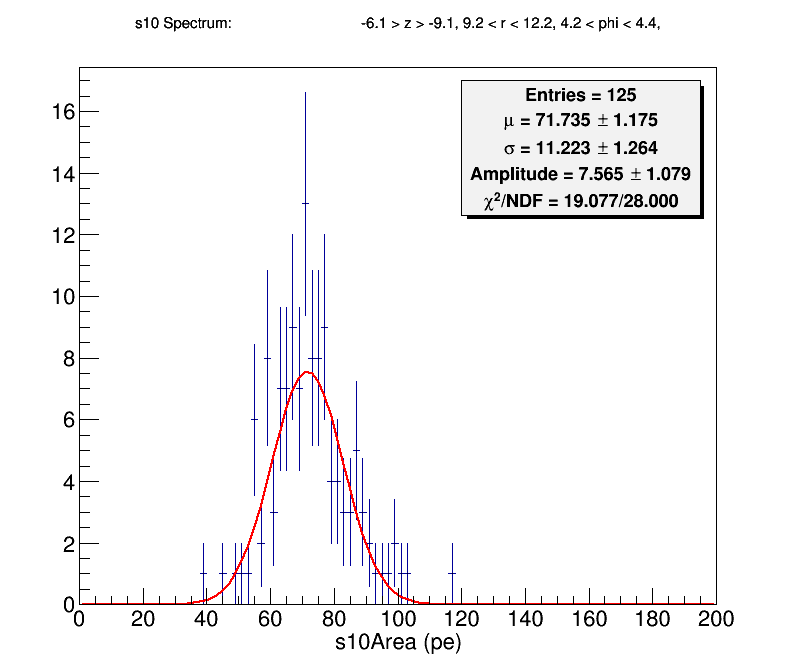 s10 Spectrum: -6.1 > z > -9.1, 9.2 < r < 12.2, 4.2 < phi < 4.4,
Entries = 125
μ = 71.735 ± 1.175
σ = 11.223 ± 1.264
Amplitude = 7.565 ± 1.079
χ²/NDF = 19.077/28.000
16
14
12
10
8
6
4
2
0
0 20 40 60 80 100 120 140 160 180 200
s10Area (pe)